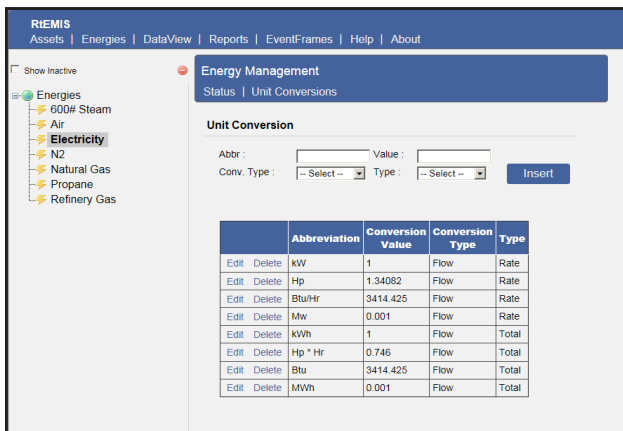 RtEMIS
Assets | Energies | DataView | Reports | EventFrames | Help | About
Show Inactive
Energies
600# Steam
Air
Electricity
N2
Natural Gas
Propane
Refinery Gas
Energy Management
Status | Unit Conversions
Unit Conversion
Abbr : Value :
Conv. Type : -- Select -- Type : -- Select -- Insert
Abbreviation Conversion Value Conversion Type Type
Edit Delete kW 1 Flow Rate
Edit Delete Hp 1.34082 Flow Rate
Edit Delete Btu/Hr 3414.425 Flow Rate
Edit Delete Mw 0.001 Flow Rate
Edit Delete kWh 1 Flow Total
Edit Delete Hp * Hr 0.746 Flow Total
Edit Delete Btu 3414.425 Flow Total
Edit Delete MWh 0.001 Flow Total